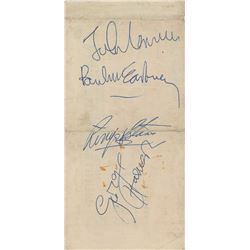 John Lennon
Paul McCartney
Ringo Starr
George Harrison